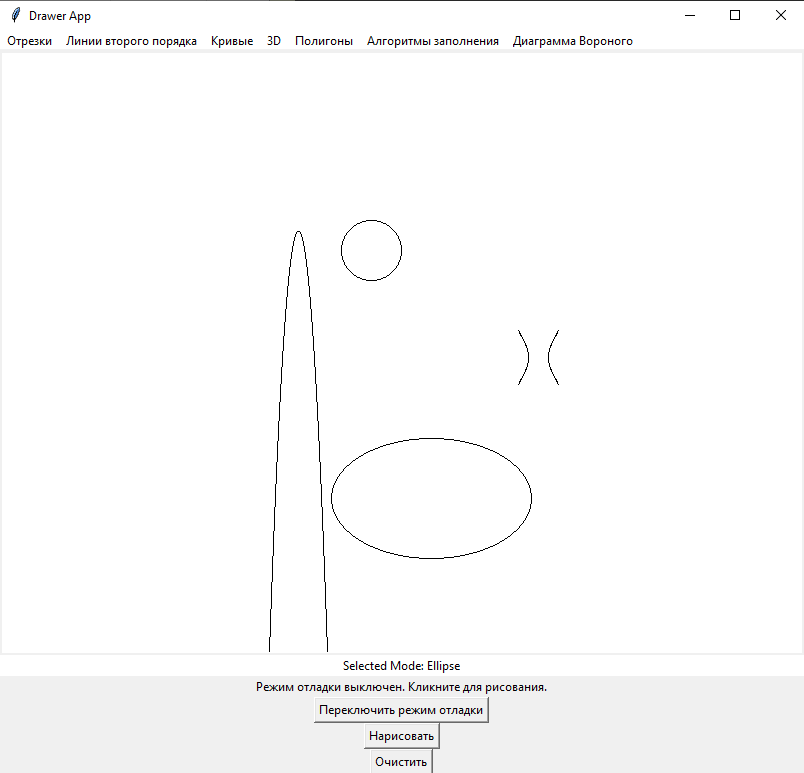 Drawer App
Отрезки Линии второго порядка Кривые 3D Полигоны Алгоритмы заполнения Диаграмма Вороного
Selected Mode: Ellipse
Режим отладки выключен. Кликните для рисования.
Переключить режим отладки
Нарисовать
Очистить